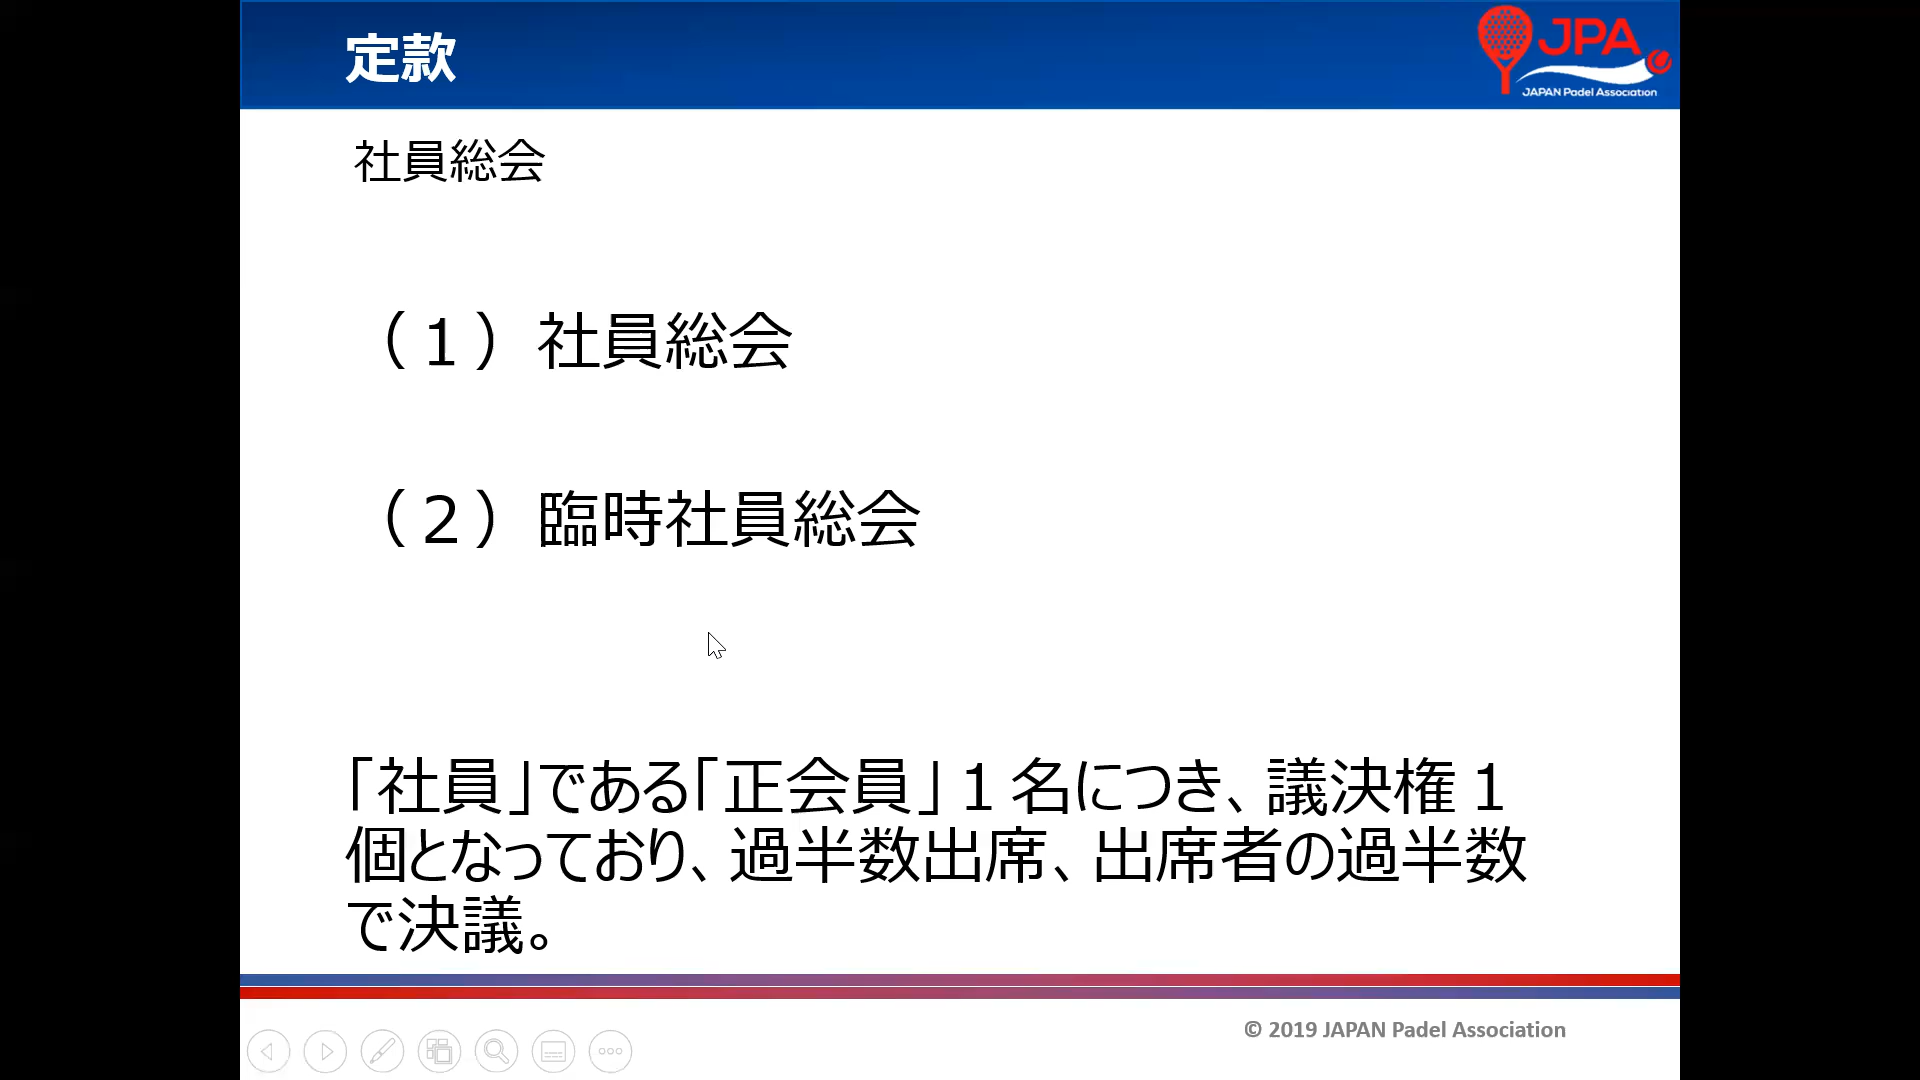 定款
JPA
JAPAN Padel Association
社員総会
（１）社員総会
（２）臨時社員総会
「社員」である「正会員」１名につき、議決権１
個となっており、過半数出席、出席者の過半数
で決議。
© 2019 JAPAN Padel Association